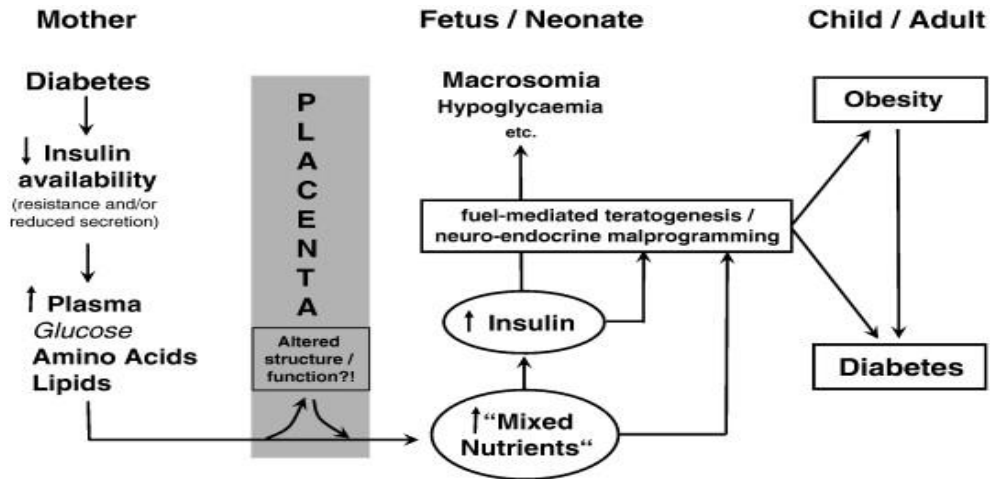 Mother
Fetus / Neonate
Child / Adult
Diabetes
↓ Insulin
availability
(resistance and/or
reduced secretion)
↑ Plasma
Glucose
Amino Acids
Lipids
P
L
A
C
E
N
T
A
Altered
structure /
function?!
Macrosomia
Hypoglycaemia
etc.
fuel-mediated teratogenesis /
neuro-endocrine malprogramming
↑ Insulin
↑“Mixed
Nutrients“
Obesity
Diabetes